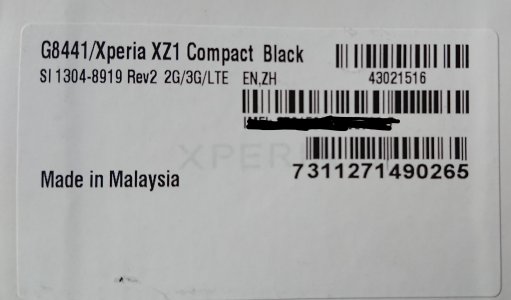 G8441/Xperia XZ1 Compact Black
SI 1304-8919 Rev2 2G/3G/LTE EN,ZH 43021516
XPERIA
7311271490265
Made in Malaysia